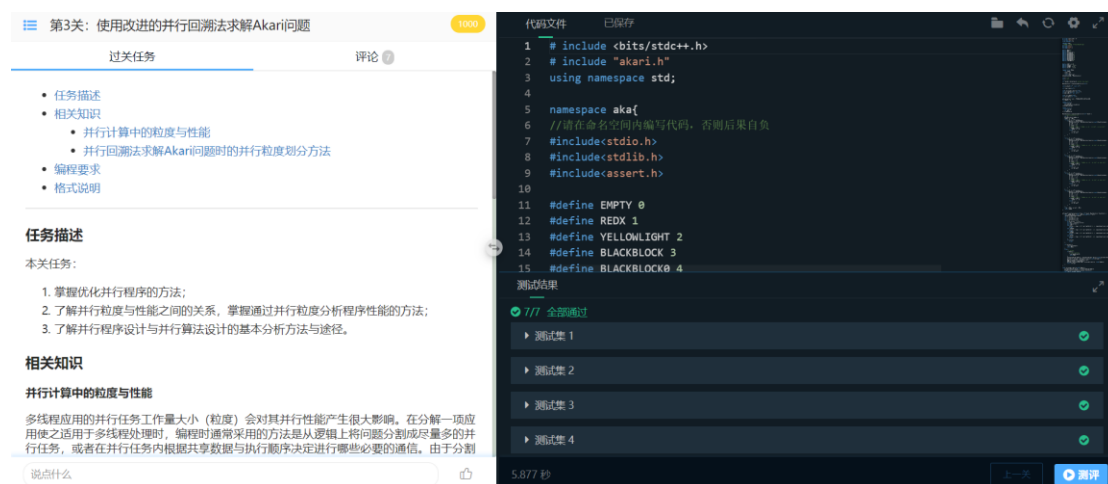 第3关：使用改进的并行回溯法求解Akari问题
1000
过关任务
评论 7
任务描述
相关知识
并行计算中的粒度与性能
并行回溯法求解Akari问题时的并行粒度划分方法
编程要求
格式说明
任务描述
本关任务：
1. 掌握优化并行程序的方法；
2. 了解并行粒度与性能之间的关系，掌握通过并行粒度分析程序性能的方法；
3. 了解并行程序设计与并行算法设计的基本分析方法与途径。
相关知识
并行计算中的粒度与性能
多线程应用的并行任务工作量大小（粒度）会对其并行性能产生很大影响。在分解一项应
用使之适用于多线程处理时，编程时通常采用的方法是从逻辑上将问题分割成尽量多的并
行任务，或者在并行任务内根据共享数据与执行顺序决定进行哪些必要的通信。由于分割
说点什么
代码文件
已保存
1 # include <bits/stdc++.h>
2 # include "akari.h"
3 using namespace std;
4
5 namespace aka{
6 //请在命名空间内编写代码，否则后果自负
7 #include<stdio.h>
8 #include<stdlib.h>
9 #include<assert.h>
10
11 #define EMPTY 0
12 #define REDX 1
13 #define YELLOWLIGHT 2
14 #define BLACKBLOCK 3
15 #define BLACKBLOCK0 4
测试结果
7/7 全部通过
测试集 1
测试集 2
测试集 3
测试集 4
5.877 秒
上一关
测评